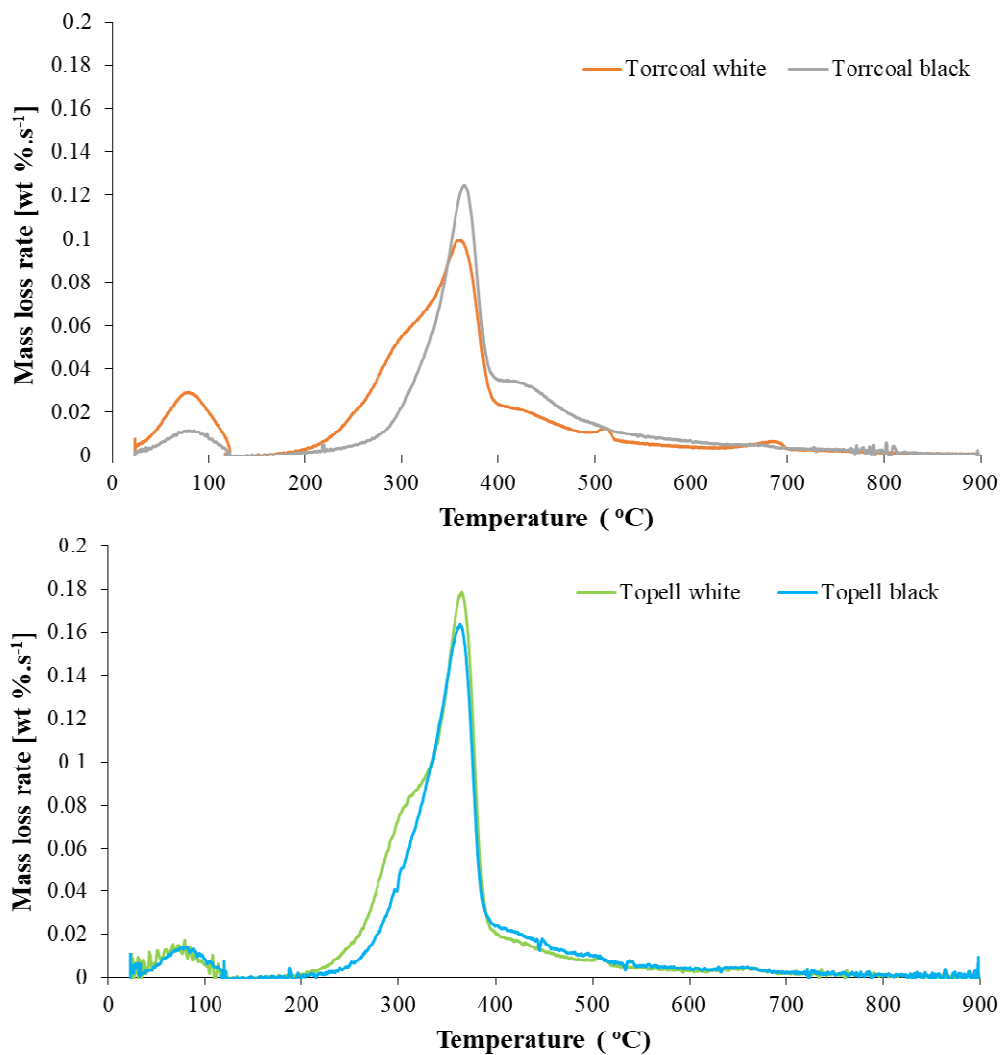 0.2
0.18
0.16
0.14
0.12
0.1
0.08
0.06
0.04
0.02
0
Mass loss rate [wt %.s⁻¹]
Torrcoal white Torrcoal black
0 100 200 300 400 500 600 700 800 900
Temperature ( ºC)
0.2
0.18
0.16
0.14
0.12
0.1
0.08
0.06
0.04
0.02
0
Mass loss rate [wt %.s⁻¹]
Topell white Topell black
0 100 200 300 400 500 600 700 800 900
Temperature ( ºC)